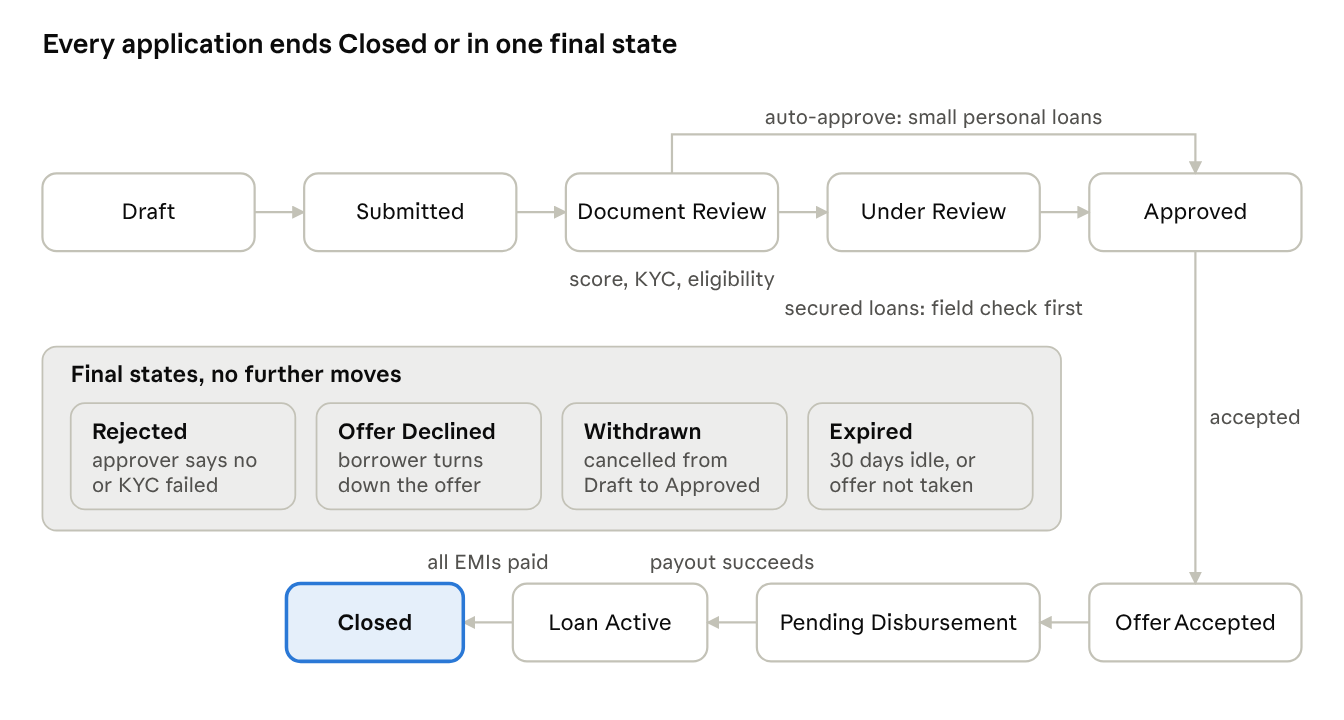 Every application ends Closed or in one final state
auto-approve: small personal loans
Draft
Submitted
Document Review
Under Review
Approved
score, KYC, eligibility
secured loans: field check first
Final states, no further moves
Rejected
approver says no
or KYC failed
Offer Declined
borrower turns
down the offer
Withdrawn
cancelled from
Draft to Approved
Expired
30 days idle, or
offer not taken
accepted
all EMIs paid
payout succeeds
Closed
Loan Active
Pending Disbursement
Offer Accepted